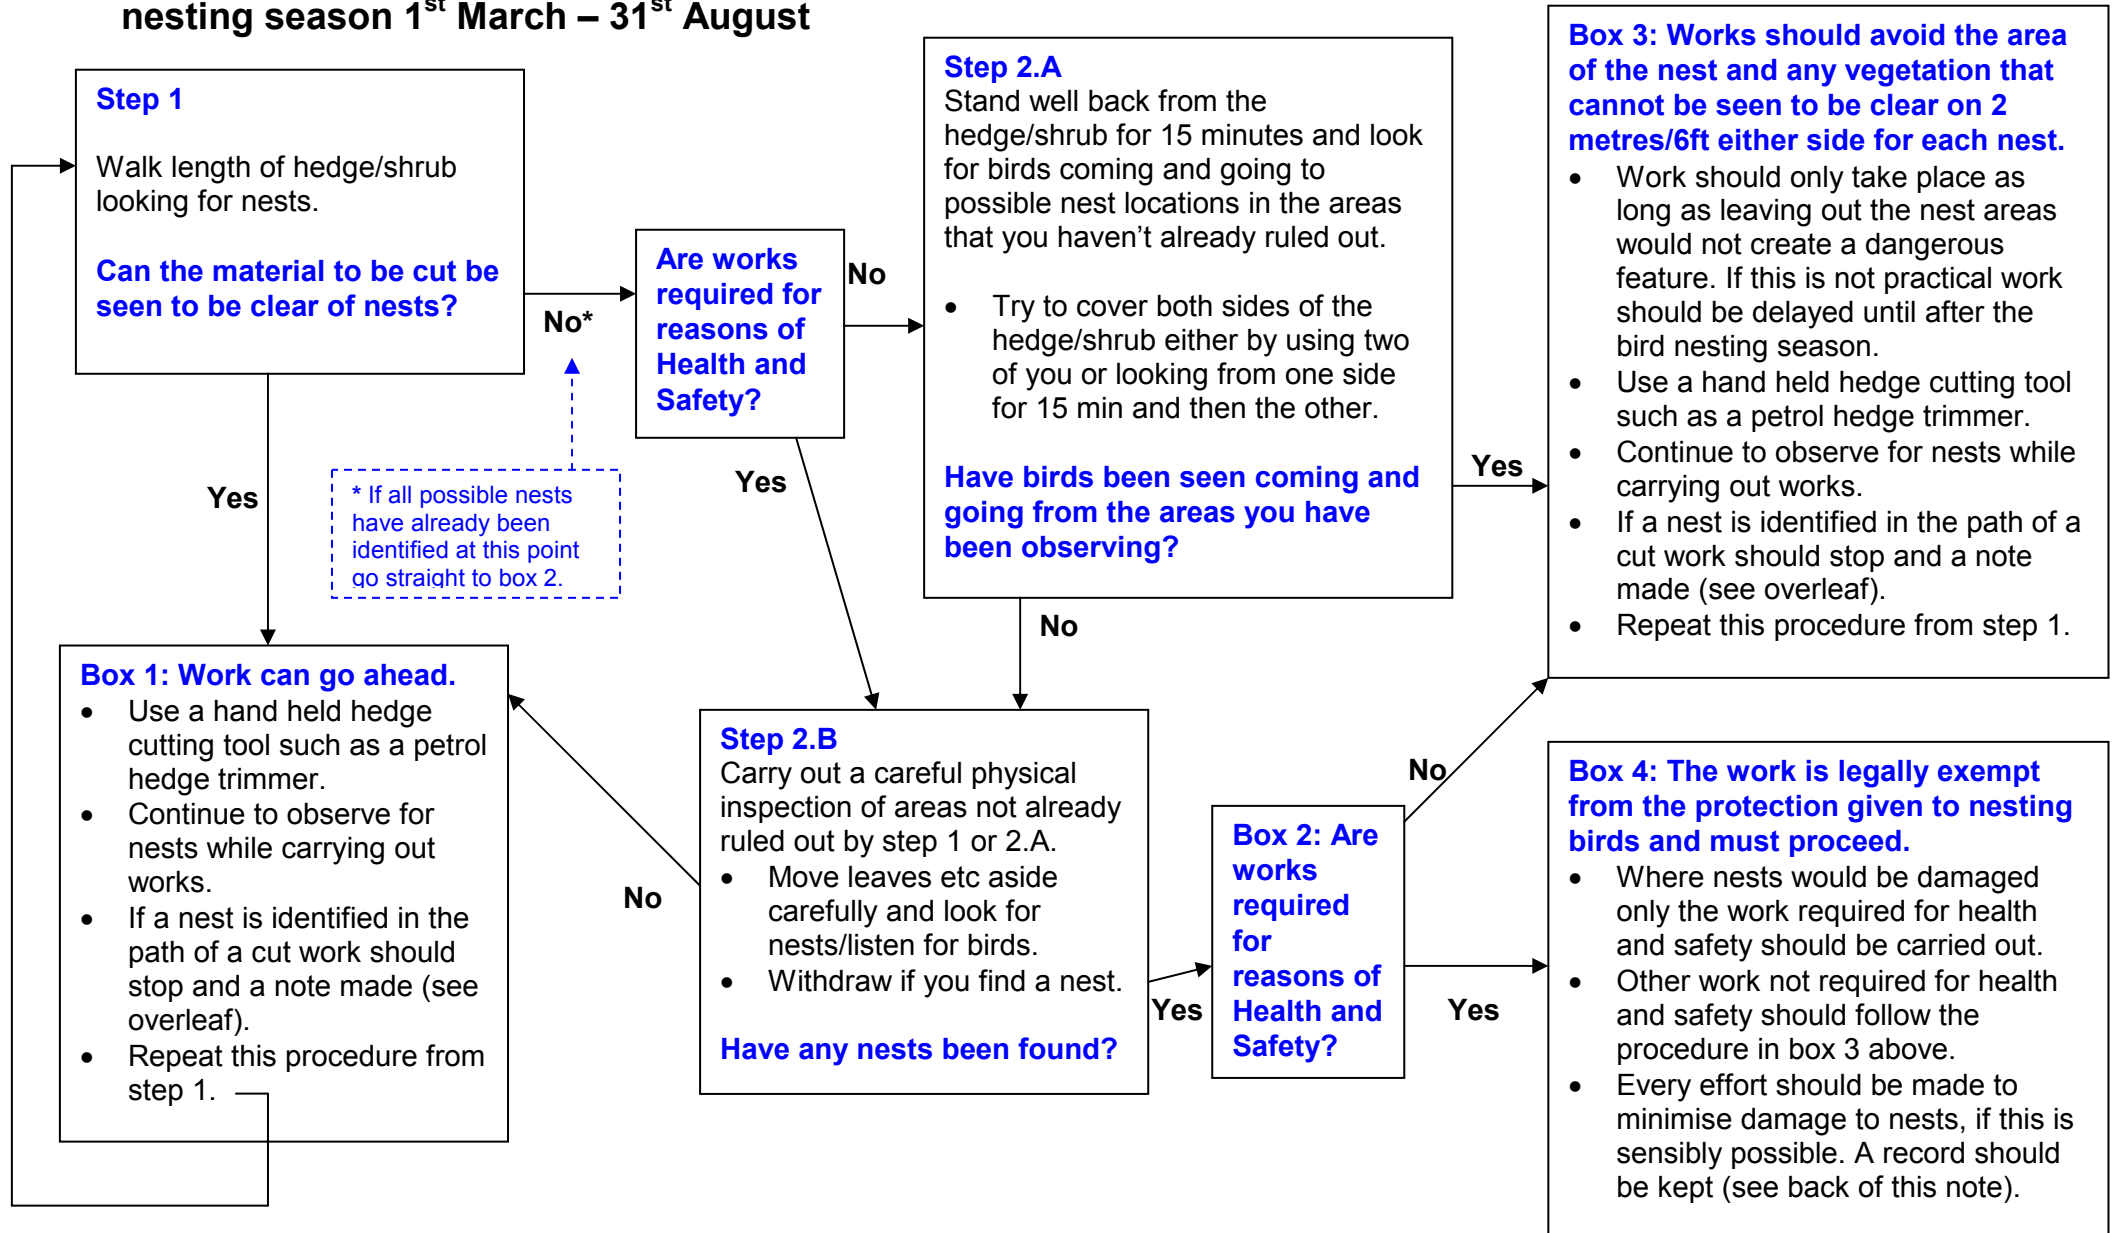 nesting season 1st March – 31st August
Step 1
Walk length of hedge/shrub
looking for nests.
Can the material to be cut be
seen to be clear of nests?
No*
Yes
* If all possible nests
have already been
identified at this point
go straight to box 2.
Are works
required for
reasons of
Health and
Safety?
No
Yes
Step 2.A
Stand well back from the
hedge/shrub for 15 minutes and look
for birds coming and going to
possible nest locations in the areas
that you haven’t already ruled out.
• Try to cover both sides of the
hedge/shrub either by using two
of you or looking from one side
for 15 min and then the other.
Have birds been seen coming and
going from the areas you have
been observing?
Yes
No
Box 3: Works should avoid the area
of the nest and any vegetation that
cannot be seen to be clear on 2
metres/6ft either side for each nest.
• Work should only take place as
long as leaving out the nest areas
would not create a dangerous
feature. If this is not practical work
should be delayed until after the
bird nesting season.
• Use a hand held hedge cutting tool
such as a petrol hedge trimmer.
• Continue to observe for nests while
carrying out works.
• If a nest is identified in the path of a
cut work should stop and a note
made (see overleaf).
• Repeat this procedure from step 1.
Box 1: Work can go ahead.
• Use a hand held hedge
cutting tool such as a petrol
hedge trimmer.
• Continue to observe for
nests while carrying out
works.
• If a nest is identified in the
path of a cut work should
stop and a note made (see
overleaf).
• Repeat this procedure from
step 1.
No
Step 2.B
Carry out a careful physical
inspection of areas not already
ruled out by step 1 or 2.A.
• Move leaves etc aside
carefully and look for
nests/listen for birds.
• Withdraw if you find a nest.
Have any nests been found?
Yes
Box 2: Are
works
required
for
reasons of
Health and
Safety?
No
Yes
Box 4: The work is legally exempt
from the protection given to nesting
birds and must proceed.
• Where nests would be damaged
only the work required for health
and safety should be carried out.
• Other work not required for health
and safety should follow the
procedure in box 3 above.
• Every effort should be made to
minimise damage to nests, if this is
sensibly possible. A record should
be kept (see back of this note).